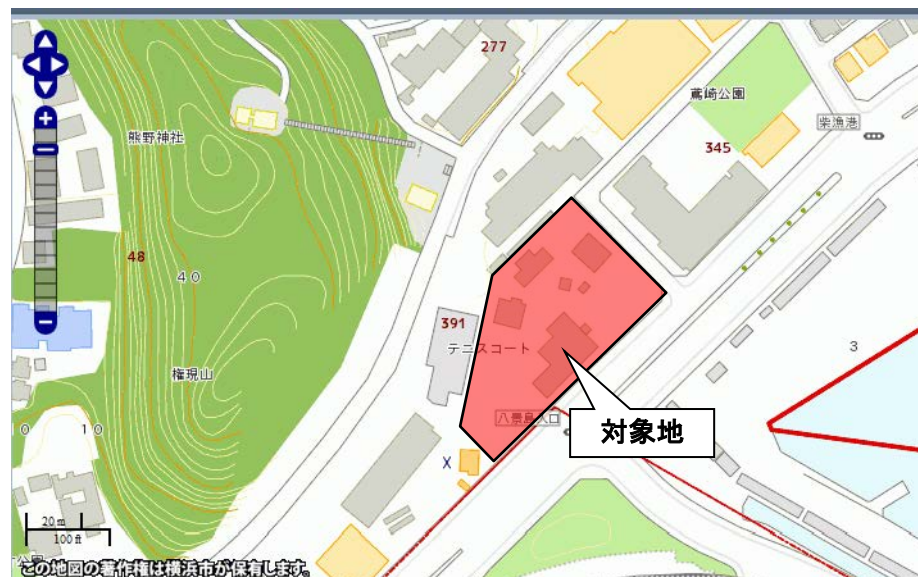 277
鳶崎公園
柴漁港
熊野神社
345
48
40
391
テニスコート
3
権現山
八景島入口
対象地
10
10
X
20 m
100 ft
この地図の著作権は横浜市が保有します。